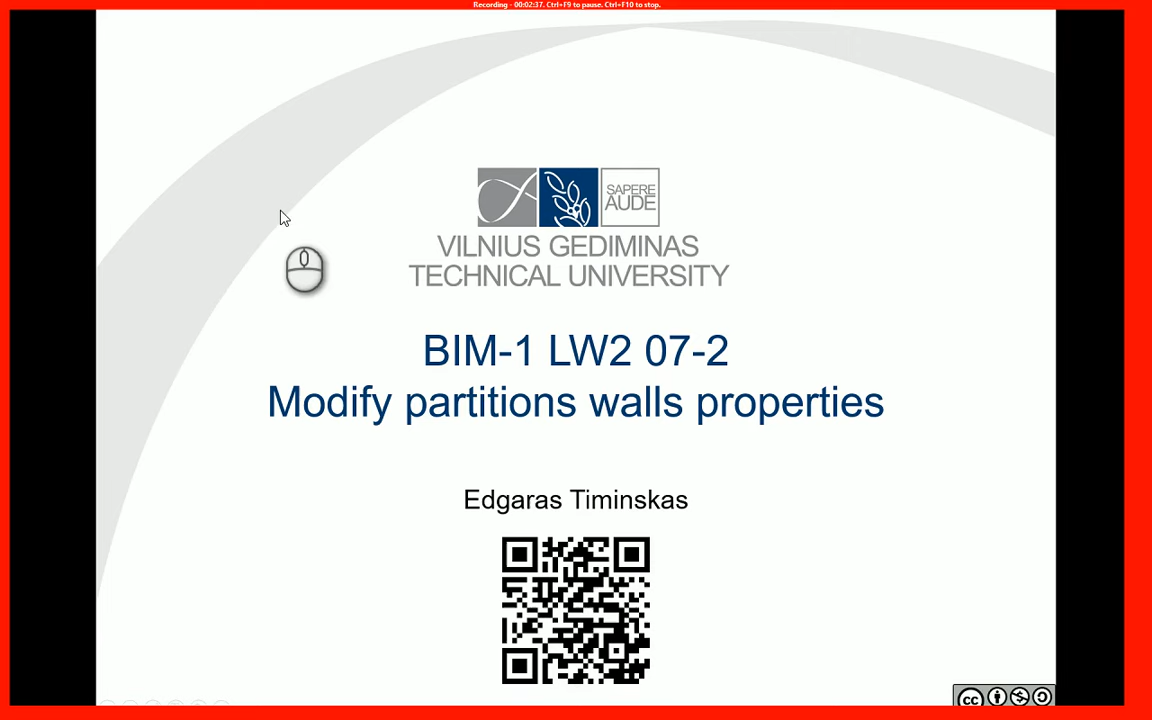 Recording - 00:02:37. Ctrl+F9 to pause. Ctrl+F10 to stop.
SAPERE
AUDE
VILNIUS GEDIMINAS
TECHNICAL UNIVERSITY
BIM-1 LW2 07-2
Modify partitions walls properties
Edgaras Timinskas
cc